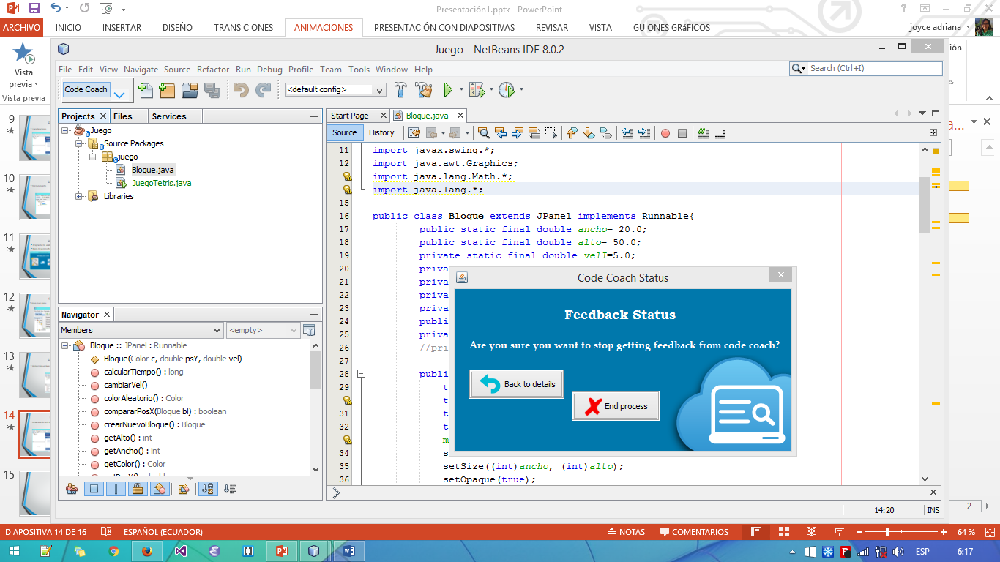 Presentación1.pptx - PowerPoint
ARCHIVO INICIO INSERTAR DISEÑO TRANSICIONES ANIMACIONES PRESENTACIÓN CON DIAPOSITIVAS REVISAR VISTA GUIONES GRáFICOS joyce adriana
Vista
previa
Vista previa
9
10
11
12
13
14
15
ión
a...
2
Juego - NetBeans IDE 8.0.2
File Edit View Navigate Source Refactor Run Debug Profile Team Tools Window Help
Search (Ctrl+I)
Code Coach
<default config>
Projects Files Services
Juego
Source Packages
juego
Bloque.java
JuegoTetris.java
Libraries
Navigator
Members
<empty>
Bloque :: JPanel : Runnable
Bloque(Color c, double psY, double vel)
calcularTiempo() : long
cambiarVel()
colorAleatorio() : Color
compararPosX(Bloque bl) : boolean
crearNuevoBloque() : Bloque
getAlto() : int
getAncho() : int
getColor() : Color
Start Page Bloque.java
Source History
11 import javax.swing.*;
12 import java.awt.Graphics;
import java.lang.Math.*;
import java.lang.*;
15
16 public class Bloque extends JPanel implements Runnable{
17 public static final double ancho= 20.0;
18 public static final double alto= 50.0;
19 private static final double velI=5.0;
20 priva
21 priva
22 priva
23 priva
24 publi
25 priva
26 //pri
27
28 publi
29 t
t
31 t
32 t
m
34 s
35 setSize((int)ancho, (int)alto);
36 setOpaque(true);
Code Coach Status
Feedback Status
Are you sure you want to stop getting feedback from code coach?
Back to details
End process
14:20 INS
DIAPOSITIVA 14 DE 16 ESPAÑOL (ECUADOR) NOTAS COMENTARIOS 64 %
ESP 6:17